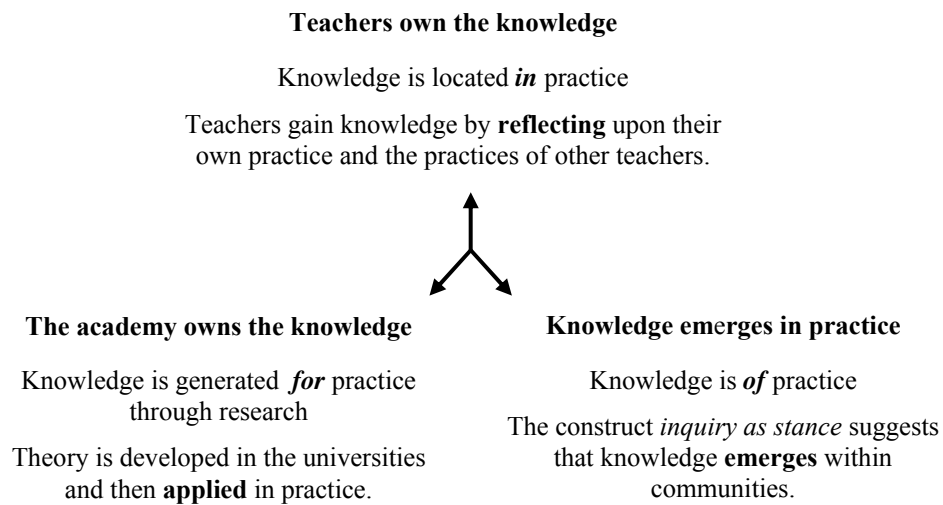 Teachers own the knowledge
Knowledge is located in practice
Teachers gain knowledge by reflecting upon their
own practice and the practices of other teachers.
The academy owns the knowledge
Knowledge is generated for practice
through research
Theory is developed in the universities
and then applied in practice.
Knowledge emerges in practice
Knowledge is of practice
The construct inquiry as stance suggests
that knowledge emerges within
communities.